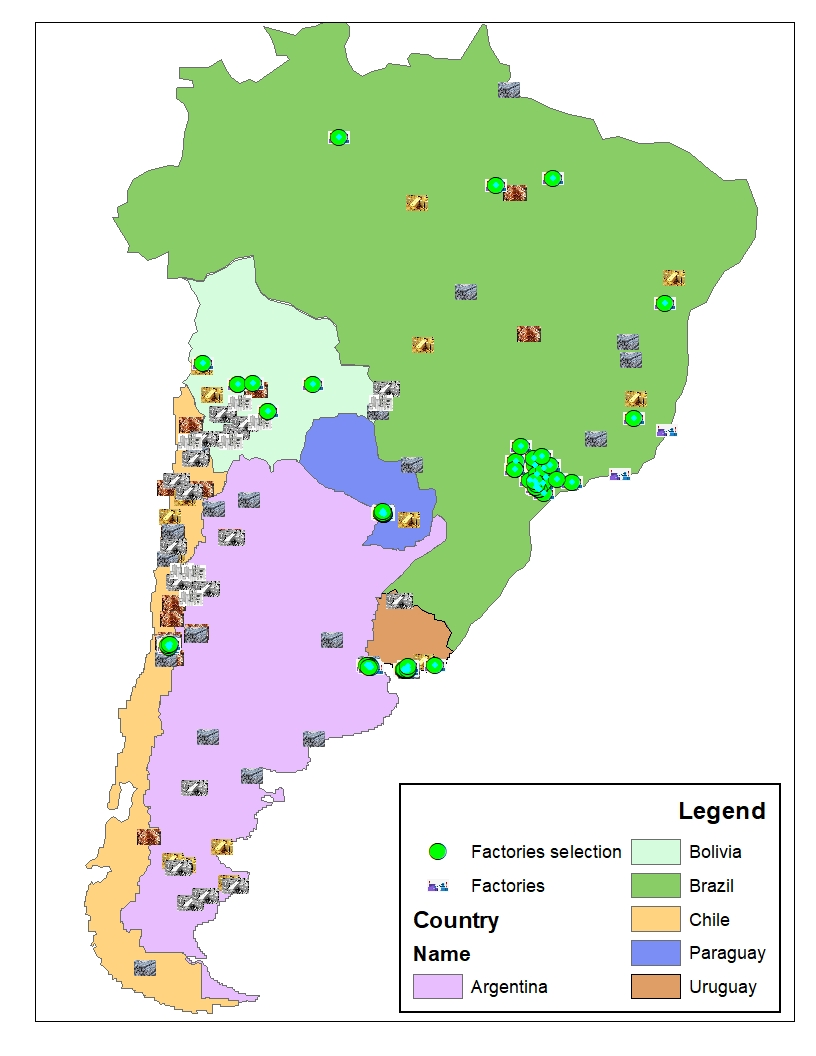 Legend
Factories selection
Factories
Country
Name
Argentina
Bolivia
Brazil
Chile
Paraguay
Uruguay